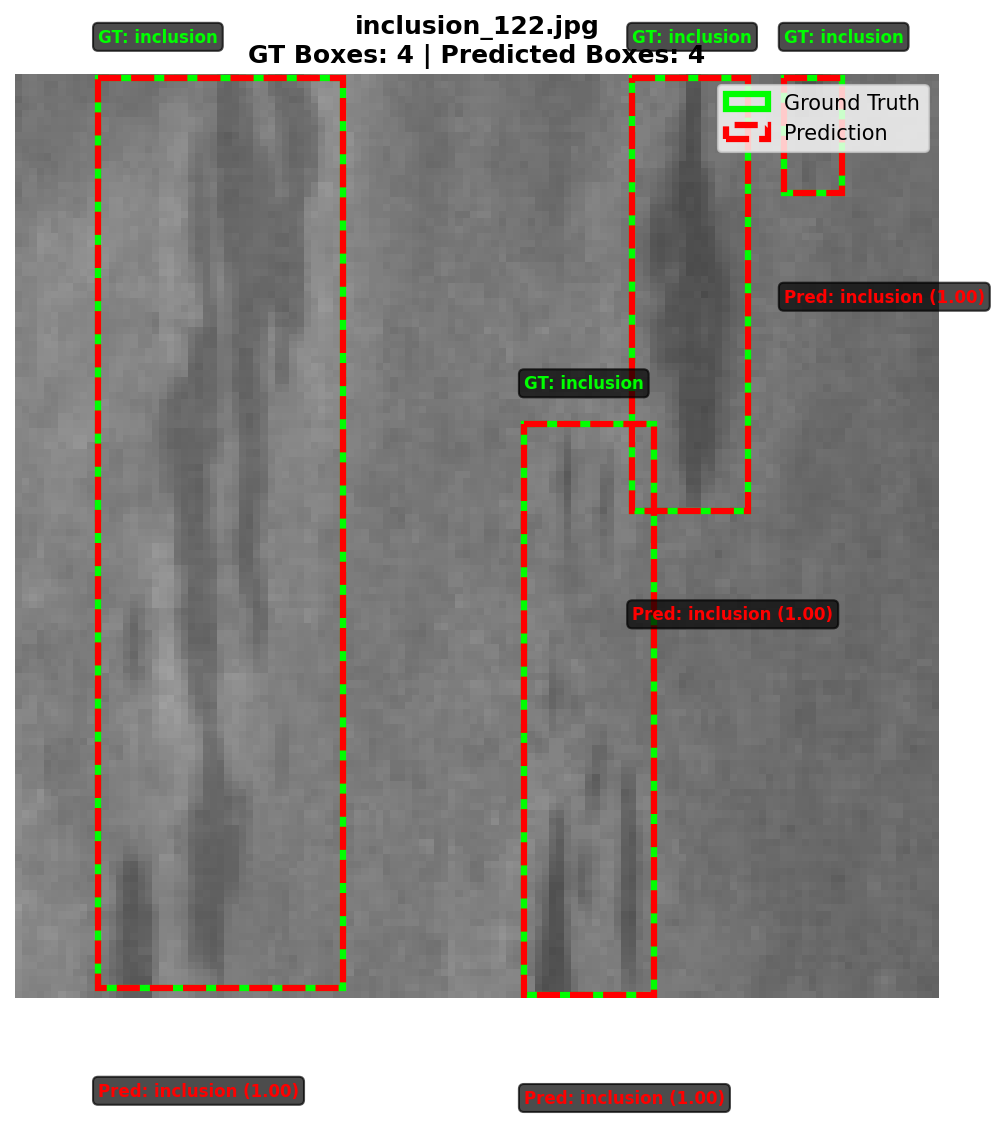 inclusion_122.jpg
GT Boxes: 4 | Predicted Boxes: 4
GT: inclusion
GT: inclusion
GT: inclusion
Ground Truth
Prediction
Pred: inclusion (1.00)
GT: inclusion
Pred: inclusion (1.00)
Pred: inclusion (1.00)
Pred: inclusion (1.00)